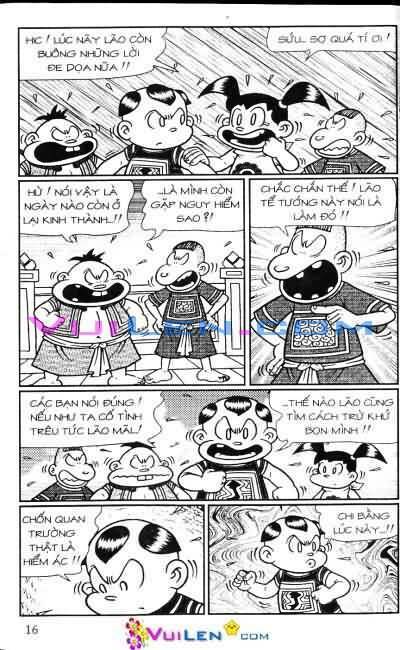 HIC! LÚC NÃY LÃO CÒN
BUÔNG NHỮNG LỜI
ĐE DỌA NỮA!!
SỬU.. SỢ QUÁ TÍ ƠI!
HỪ! NÓI VẬY LÀ
NGÀY NÀO CÒN Ở
LẠI KINH THÀNH..!!
..LÀ MÌNH CÒN
GẶP NGUY HIỂM
SAO?!
CHẮC CHẮN THẾ! LÃO
TỂ TƯỚNG NÀY NÓI LÀ
LÀM ĐÓ!!
VUILEN.COM
CÁC BẠN NÓI ĐÚNG!
NẾU NHƯ TA CỐ TÌNH
TRÊU TỨC LÃO MÃI..!
..THẾ NÀO LÃO CŨNG
TÌM CÁCH TRỪ KHỬ
BỌN MÌNH!!
CHỐN QUAN
TRƯỜNG
THẬT LÀ
HIỂM ÁC!!
CHI BẰNG
LÚC NÀY..!
16
VUILEN.COM